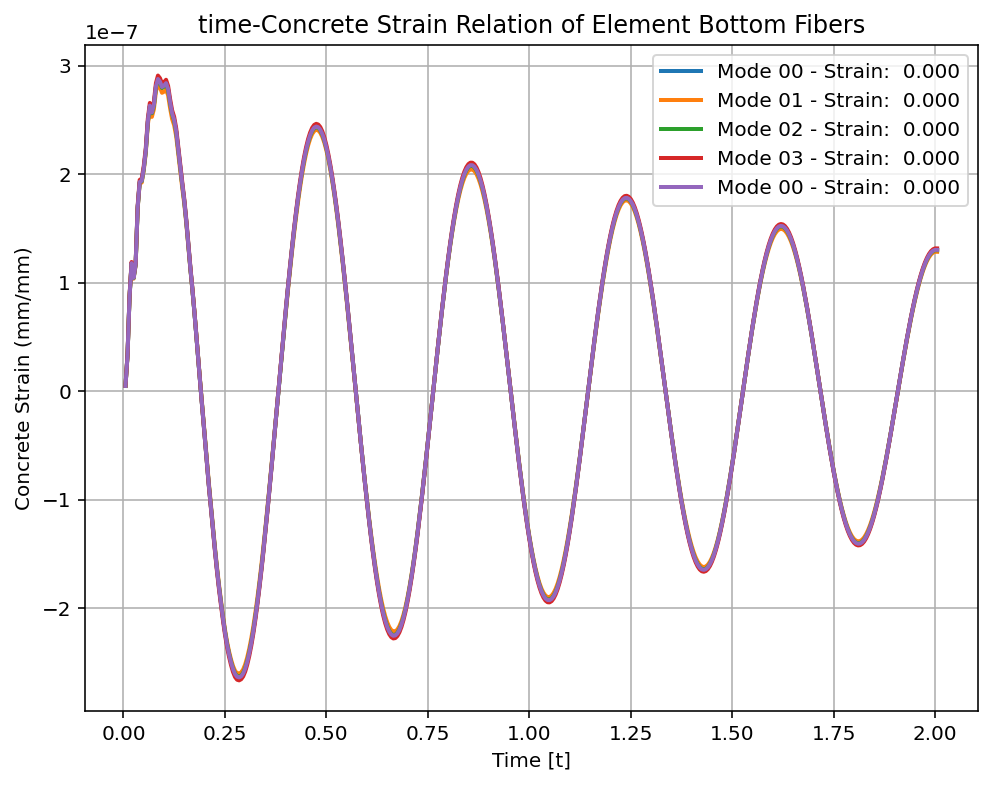 time-Concrete Strain Relation of Element Bottom Fibers
1e−7
Mode 00 - Strain:  0.000
Mode 01 - Strain:  0.000
Mode 02 - Strain:  0.000
Mode 03 - Strain:  0.000
Mode 00 - Strain:  0.000
3
2
1
0
−1
−2
Concrete Strain (mm/mm)
0.00 0.25 0.50 0.75 1.00 1.25 1.50 1.75 2.00
Time [t]